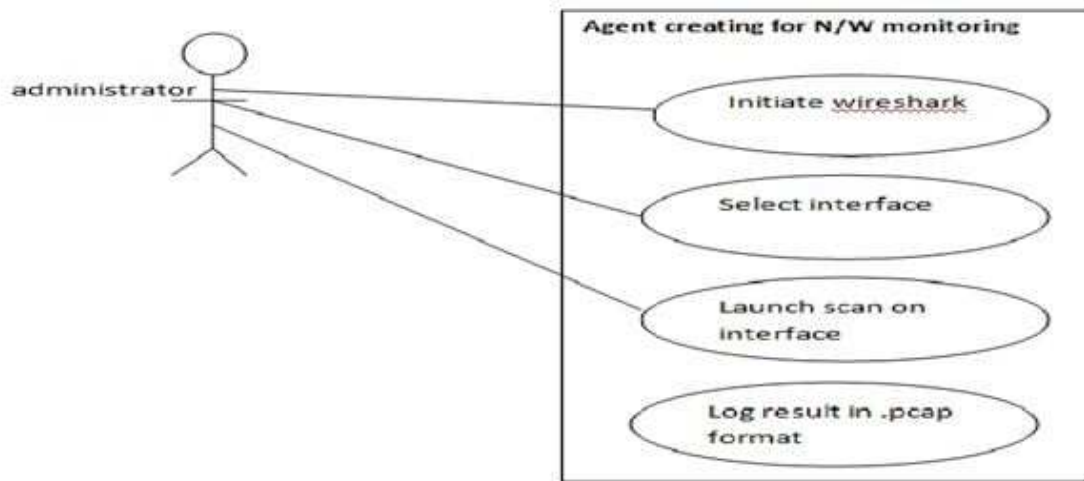 Agent creating for N/W monitoring
administrator
Initiate wireshark
Select interface
Launch scan on
interface
Log result in .pcap
format